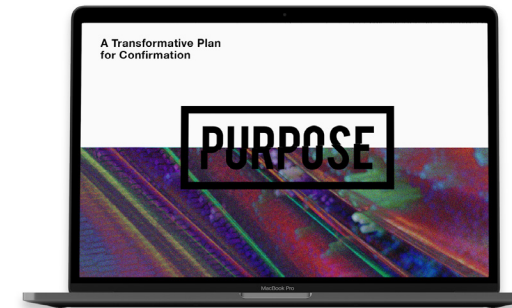 A Transformative Plan
for Confirmation
PURPOSE
MacBook Pro